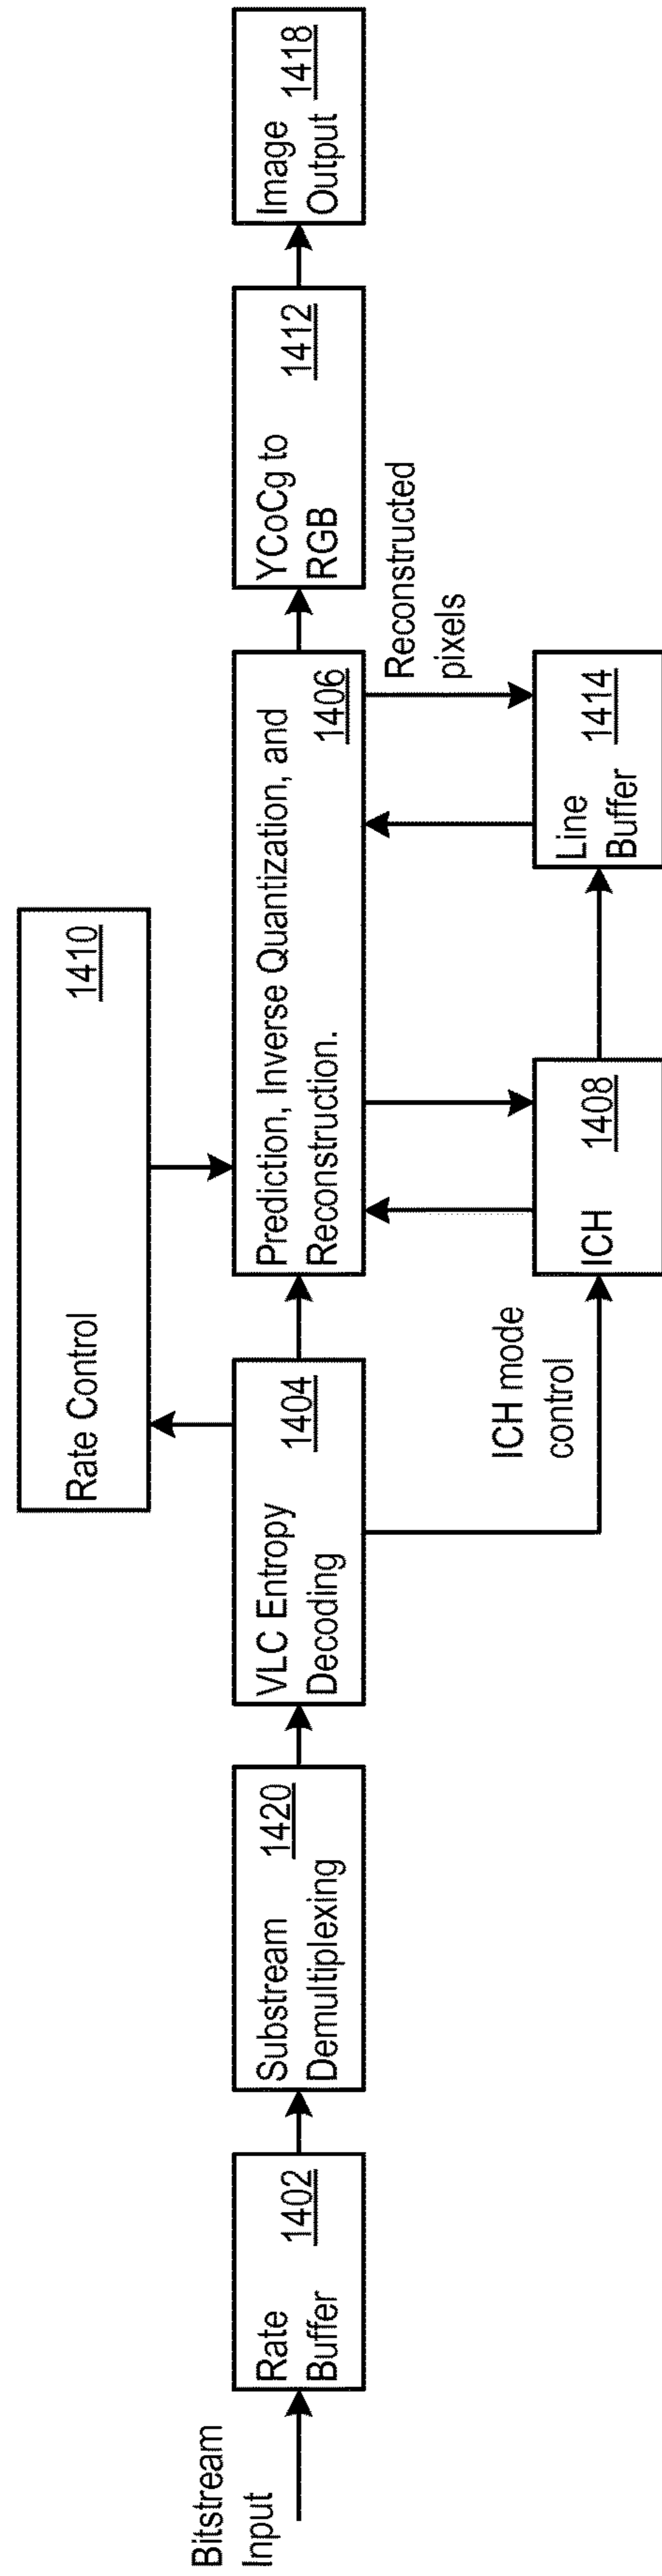 Bitstream
Input
Rate
Buffer
1402
Substream
Demultiplexing
1420
VLC Entropy
Decoding
1404
Rate Control
1410
Prediction, Inverse Quantization, and
Reconstruction.
1406
ICH mode
control
ICH
1408
Line
Buffer
1414
Reconstructed
pixels
YCoCg to
RGB
1412
Image
Output
1418